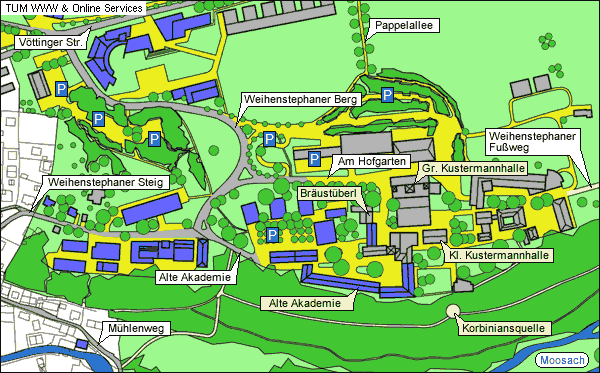 TUM WWW & Online Services
Vöttinger Str.
Pappelallee
P
P
P
P
Weihenstephaner Berg
P
P
Weihenstephaner
Fußweg
Am Hofgarten
Gr. Kustermannhalle
Weihenstephaner Steig
Bräustüberl
P
Kl. Kustermannhalle
Alte Akademie
Alte Akademie
Mühlenweg
Korbiniansquelle
Moosach